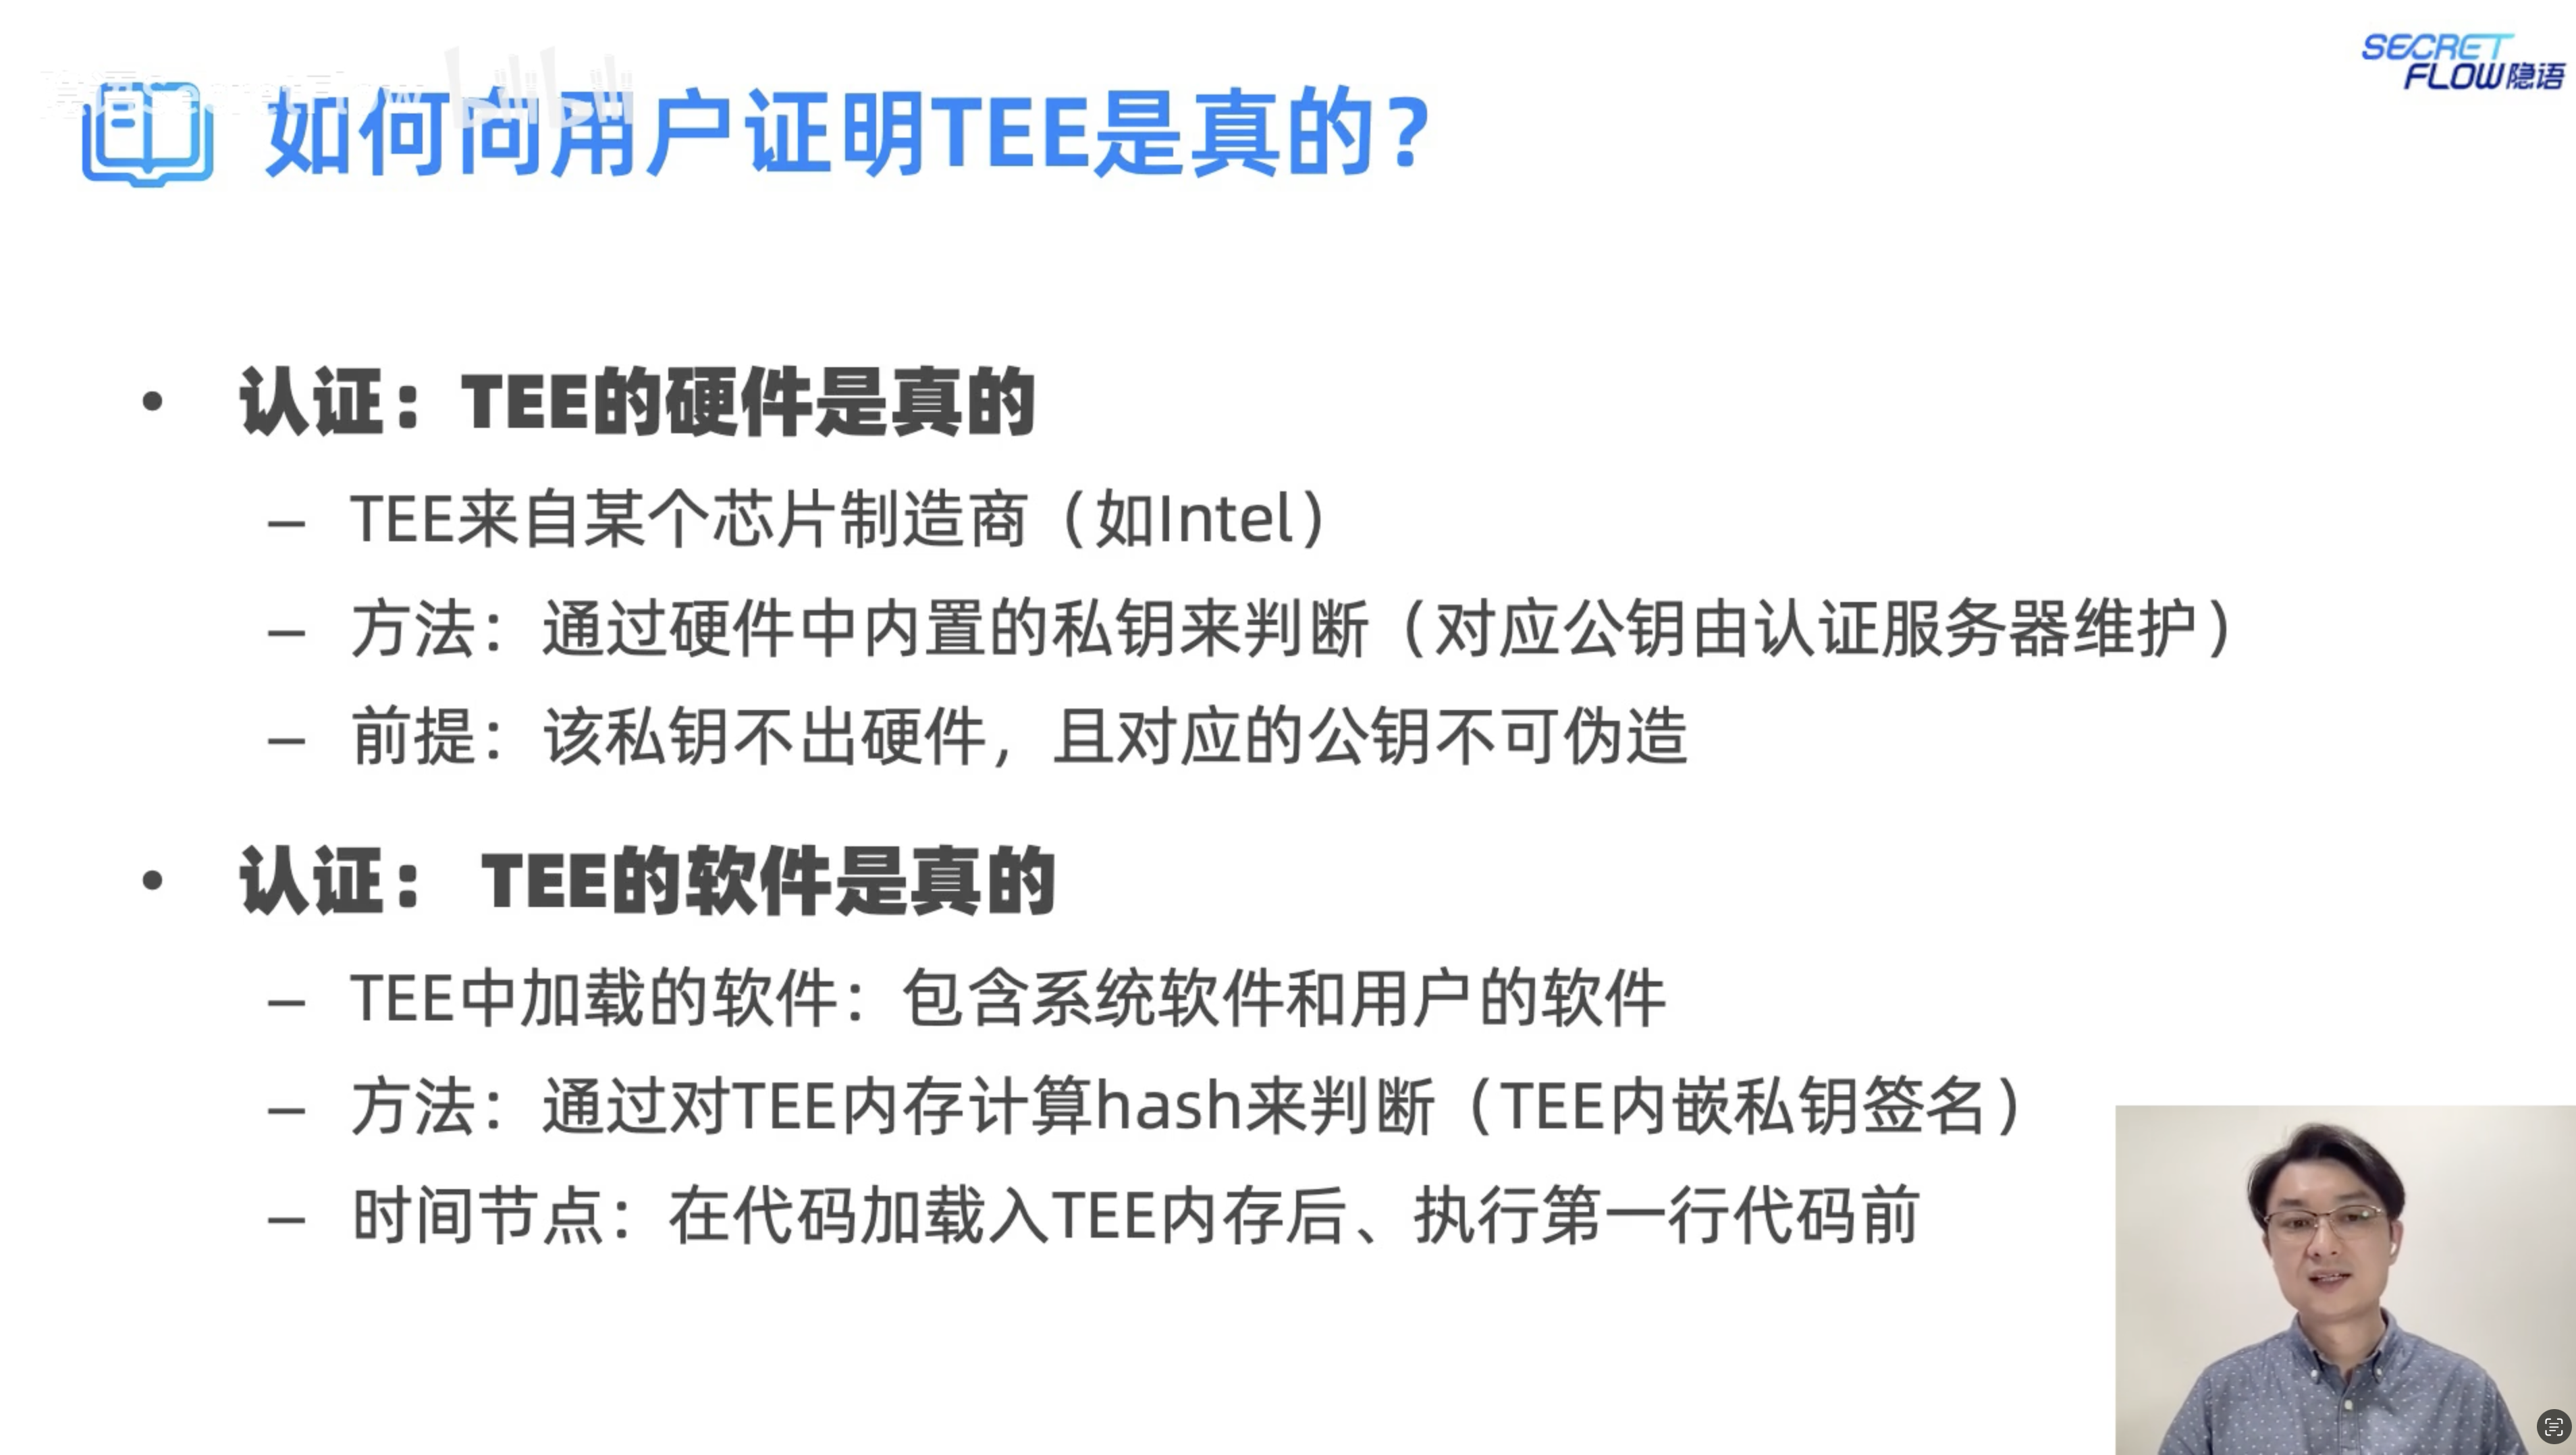 隐语SecretFlow bilibili
SECRET
FLOW隐语
如何向用户证明TEE是真的？
• 认证：TEE的硬件是真的
– TEE来自某个芯片制造商（如Intel）
– 方法：通过硬件中内置的私钥来判断（对应公钥由认证服务器维护）
– 前提：该私钥不出硬件，且对应的公钥不可伪造
• 认证： TEE的软件是真的
– TEE中加载的软件：包含系统软件和用户的软件
– 方法：通过对TEE内存计算hash来判断（TEE内嵌私钥签名）
– 时间节点：在代码加载入TEE内存后、执行第一行代码前